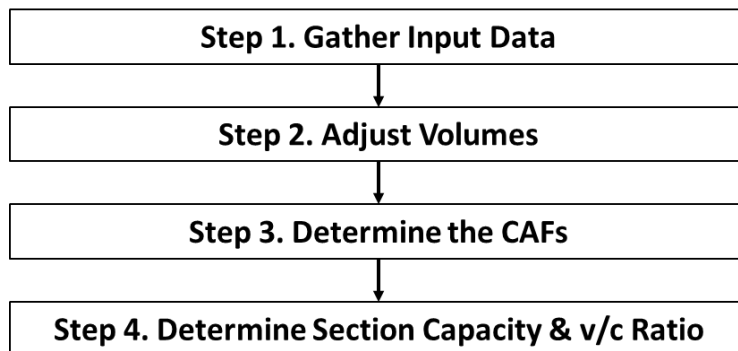 Step 1. Gather Input Data
Step 2. Adjust Volumes
Step 3. Determine the CAFs
Step 4. Determine Section Capacity & v/c Ratio